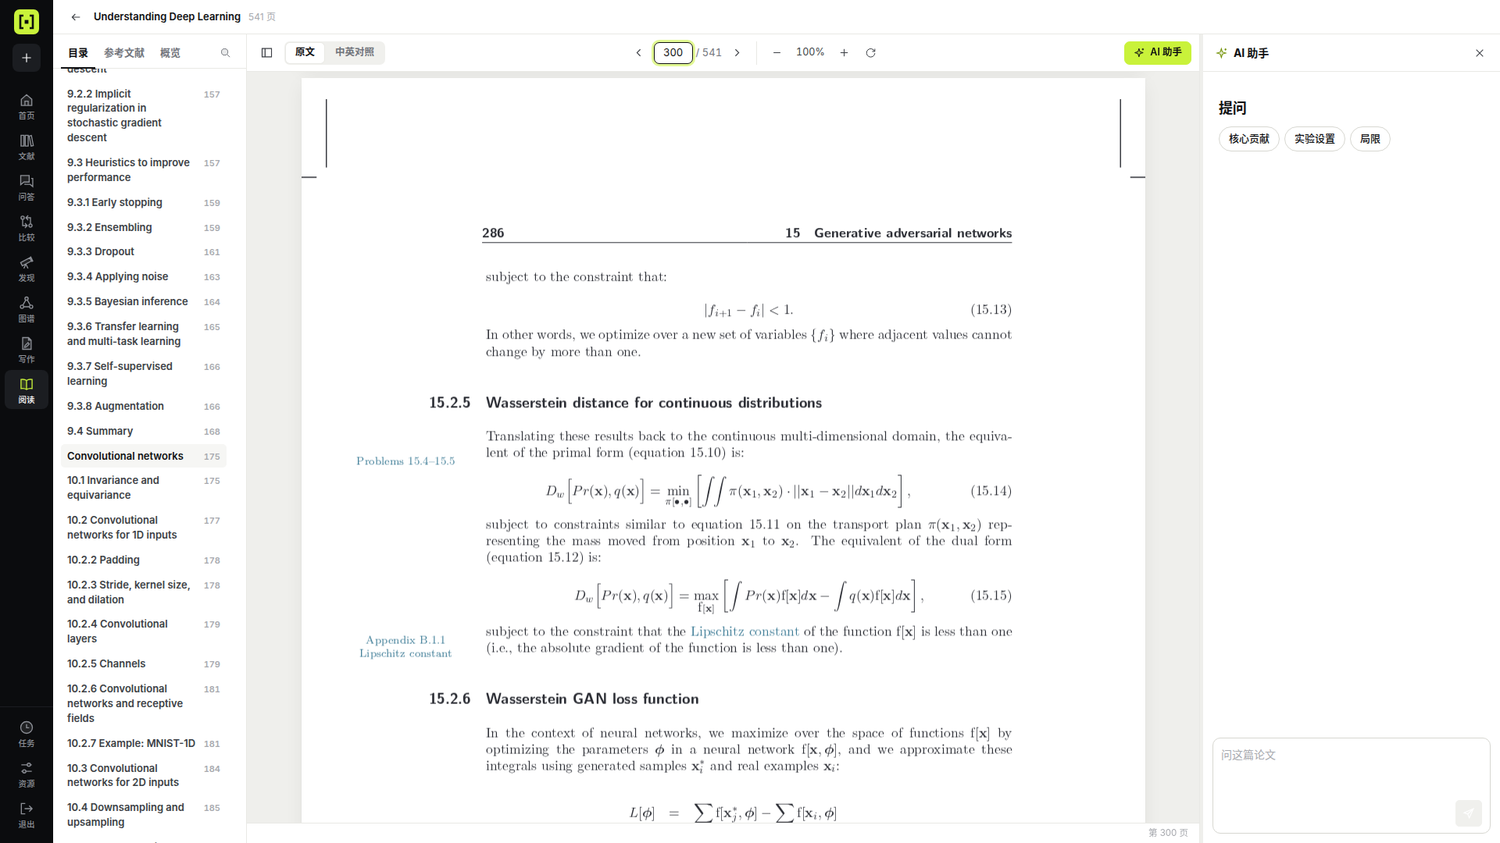 Understanding Deep Learning 541 页
首页
文献
问答
比较
发现
图谱
写作
阅读
任务
资源
退出
目录 参考文献 概览
descent
9.2.2 Implicit 157
regularization in
stochastic gradient
descent
9.3 Heuristics to improve 157
performance
9.3.1 Early stopping 159
9.3.2 Ensembling 159
9.3.3 Dropout 161
9.3.4 Applying noise 163
9.3.5 Bayesian inference 164
9.3.6 Transfer learning 165
and multi-task learning
9.3.7 Self-supervised 166
learning
9.3.8 Augmentation 166
9.4 Summary 168
Convolutional networks 175
10.1 Invariance and 175
equivariance
10.2 Convolutional 177
networks for 1D inputs
10.2.2 Padding 178
10.2.3 Stride, kernel size, 178
and dilation
10.2.4 Convolutional 179
layers
10.2.5 Channels 179
10.2.6 Convolutional 181
networks and receptive
fields
10.2.7 Example: MNIST-1D 181
10.3 Convolutional 184
networks for 2D inputs
10.4 Downsampling and 185
upsampling
原文 中英对照
300 / 541
100%
AI 助手
286 15 Generative adversarial networks
subject to the constraint that:
|f_{i+1} − f_i| < 1. (15.13)
In other words, we optimize over a new set of variables {f_i} where adjacent values cannot
change by more than one.
15.2.5 Wasserstein distance for continuous distributions
Translating these results back to the continuous multi-dimensional domain, the equiva-
lent of the primal form (equation 15.10) is:
Problems 15.4–15.5
D_w[Pr(x), q(x)] = min_{π[•,•]} [∫∫ π(x_1, x_2) · ||x_1 − x_2||dx_1dx_2], (15.14)
subject to constraints similar to equation 15.11 on the transport plan π(x_1, x_2) rep-
resenting the mass moved from position x_1 to x_2. The equivalent of the dual form
(equation 15.12) is:
D_w[Pr(x), q(x)] = max_{f[x]} [∫ Pr(x)f[x]dx − ∫ q(x)f[x]dx], (15.15)
subject to the constraint that the Lipschitz constant of the function f[x] is less than one
(i.e., the absolute gradient of the function is less than one).
Appendix B.1.1
Lipschitz constant
15.2.6 Wasserstein GAN loss function
In the context of neural networks, we maximize over the space of functions f[x] by
optimizing the parameters ϕ in a neural network f[x, ϕ], and we approximate these
integrals using generated samples x_i^* and real examples x_i:
L[ϕ] = ∑ f[x_j^*, ϕ] − ∑ f[x_i, ϕ]
第 300 页
AI 助手
提问
核心贡献 实验设置 局限
问这篇论文